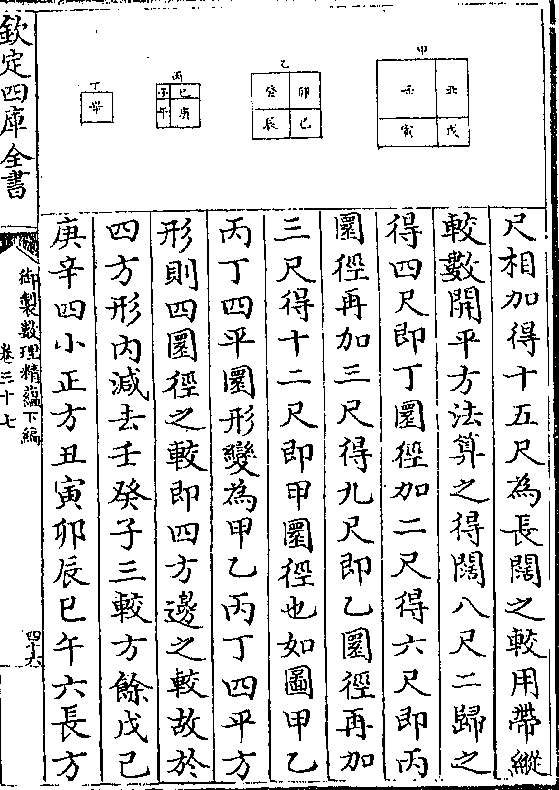 尺相加得十五尺為長闊之較用帶縱
較數開平方法算之得闊八尺二歸之
得四尺即丁圜徑加二尺得六尺即丙
圜徑再加三尺得九尺即乙圜徑再加
三尺得十二尺即甲圜徑也如圖甲乙
丙丁四平圜形變為甲乙丙丁四平方
形則四圜徑之較即四方邊之較故於
四方形內減去壬癸子三較方餘戊己
庚辛四小正方丑寅卯辰巳午六長方
甲
丑
寅
戊
乙
癸
卯
辰
己
丙
子
巳
午
庚
丁
辛
欽定四庫全書
御製數理精蘊下編
卷三十七
四十六